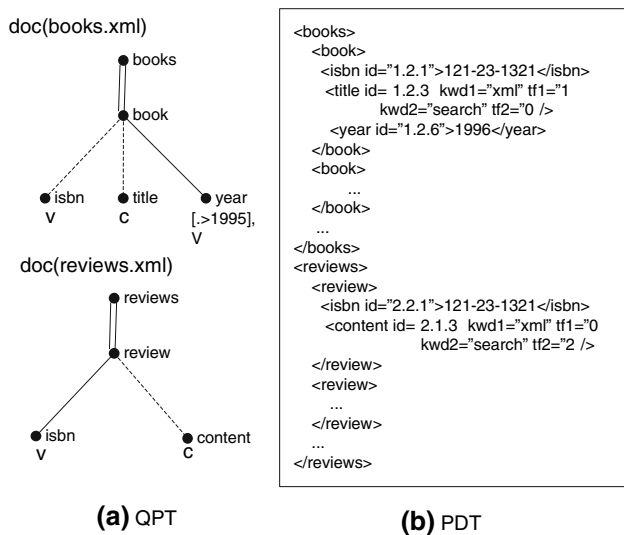 doc(books.xml)
books
book
isbn
v
title
c
year
[.>1995],
V
doc(reviews.xml)
reviews
review
isbn
v
content
c
(a) QPT
<books>
<book>
<isbn id="1.2.1">121-23-1321</isbn>
<title id= 1.2.3 kwd1="xml" tf1="1
kwd2="search" tf2="0 />
<year id="1.2.6">1996</year>
</book>
<book>
...
</book>
...
</books>
<reviews>
<review>
<isbn id="2.2.1">121-23-1321</isbn>
<content id= 2.1.3 kwd1="xml" tf1="0
kwd2="search" tf2="2 />
</review>
<review>
...
</review>
...
</reviews>
(b) PDT